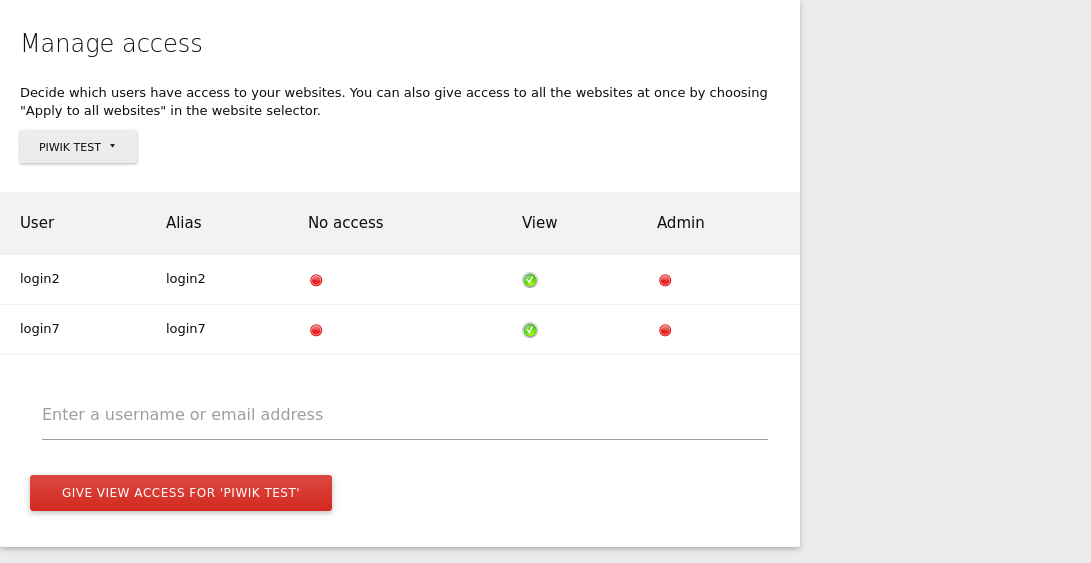 Manage access
Decide which users have access to your websites. You can also give access to all the websites at once by choosing
"Apply to all websites" in the website selector.
PIWIK TEST
User Alias No access View Admin
login2 login2
login7 login7
Enter a username or email address
GIVE VIEW ACCESS FOR 'PIWIK TEST'